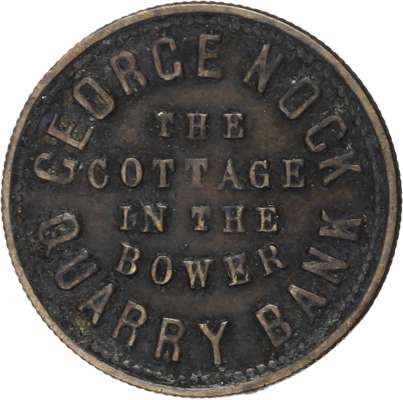 GEORGE NOCK
THE
COTTAGE
IN THE
BOWER
QUARRY BANK